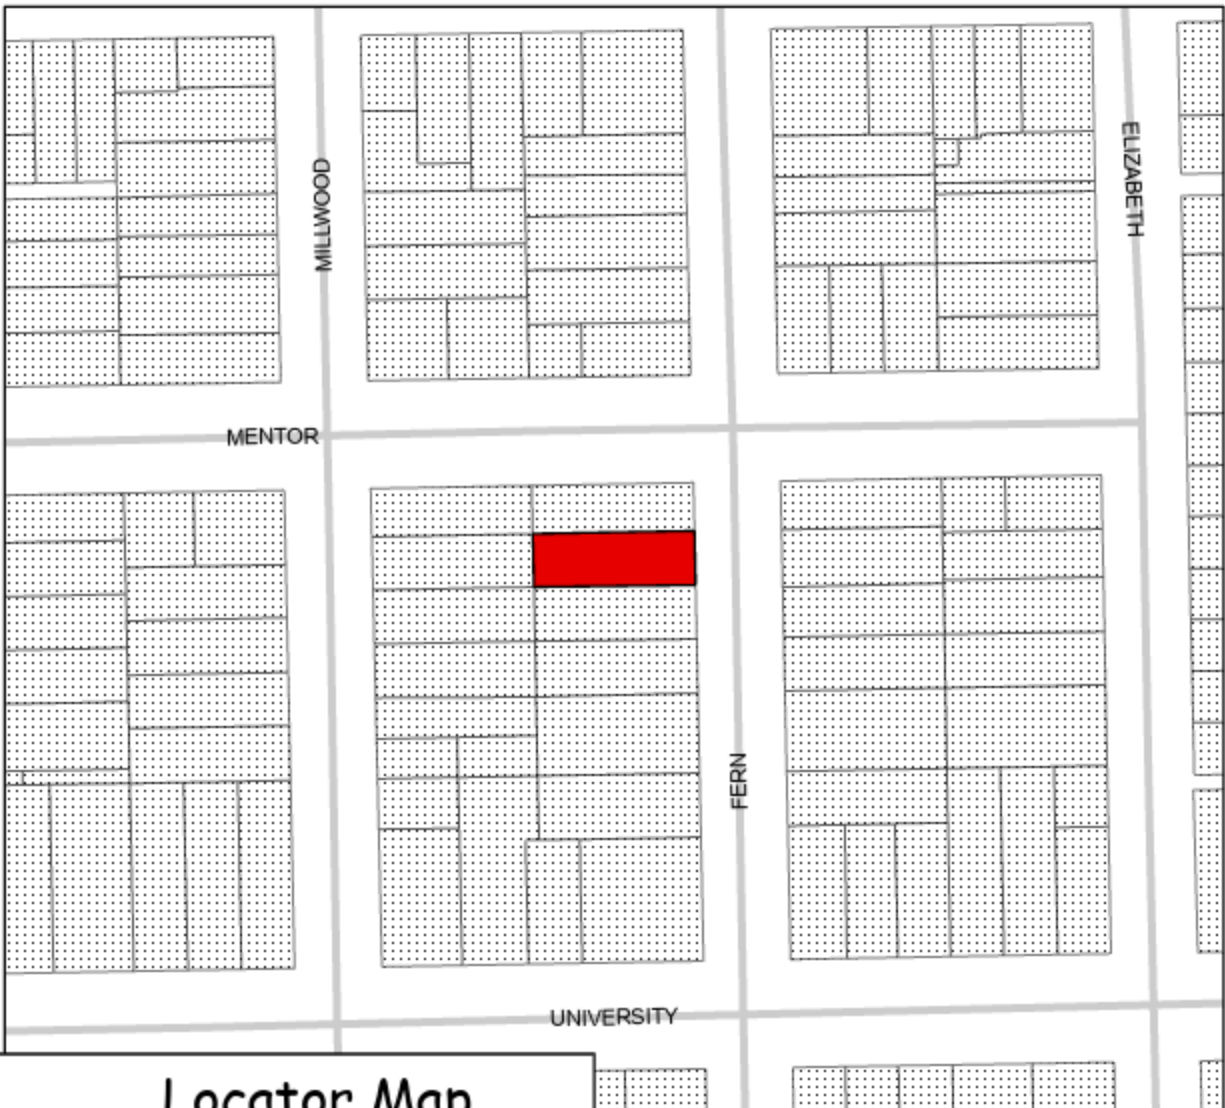 ELIZABETH
MILLWOOD
MENTOR
FERN
UNIVERSITY
Locator Map